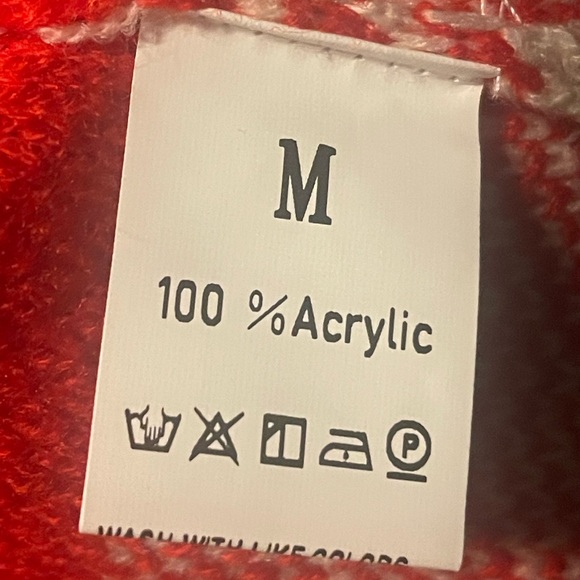 M
100 %Acrylic
P
WASH WITH LIKE COLORS